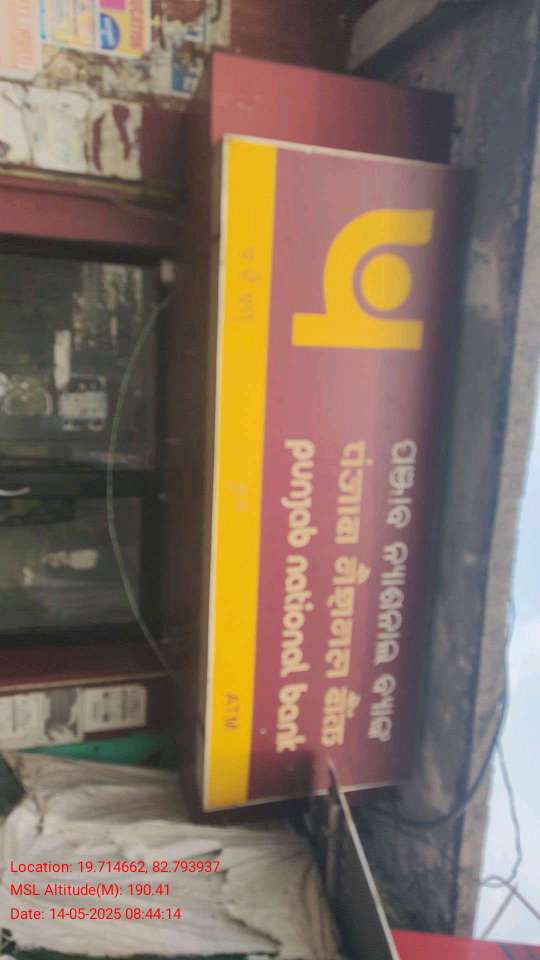 ପଞ୍ଜାବ ନ୍ୟାଶନାଲ ବ୍ୟାଙ୍କ
पंजाब नैशनल बैंक
punjab national bank
ATM
Location: 19.714662, 82.793937
MSL Altitude(M): 190.41
Date: 14-05-2025 08:44:14